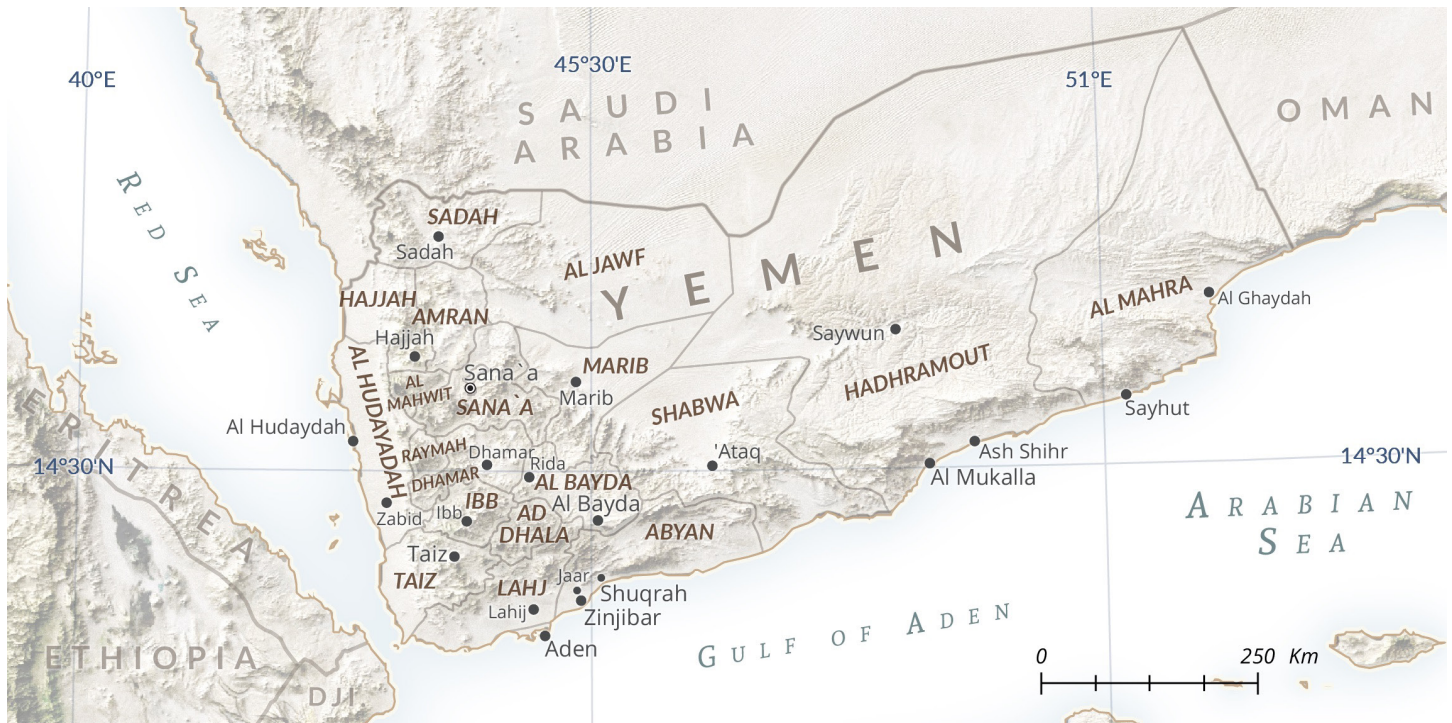 40°E
45°30'E
51°E
SAUDI
ARABIA
OMAN
RED SEA
SADAH
Sadah
AL JAWF
YEMEN
HAJJAH
AMRAN
Hajjah
AL MAHRA
Al Ghaydah
Saywun
HADHRAMOUT
AL HUDAYADAH
AL
MAHWIT
Sana`a
SANA`A
MARIB
Marib
SHABWA
Sayhut
ERITREA
Al Hudaydah
14°30'N
RAYMAH
Dhamar
DHAMAR
Rida
AL BAYDA
Al Bayda
'Ataq
Ash Shihr
Al Mukalla
14°30'N
Zabid
Ibb
IBB
AD
DHALA
ABYAN
ARABIAN
SEA
Taiz
TAIZ
LAHJ
Jaar
Shuqrah
Lahij
Zinjibar
Aden
GULF OF ADEN
ETHIOPIA
DJI.
0 250 Km